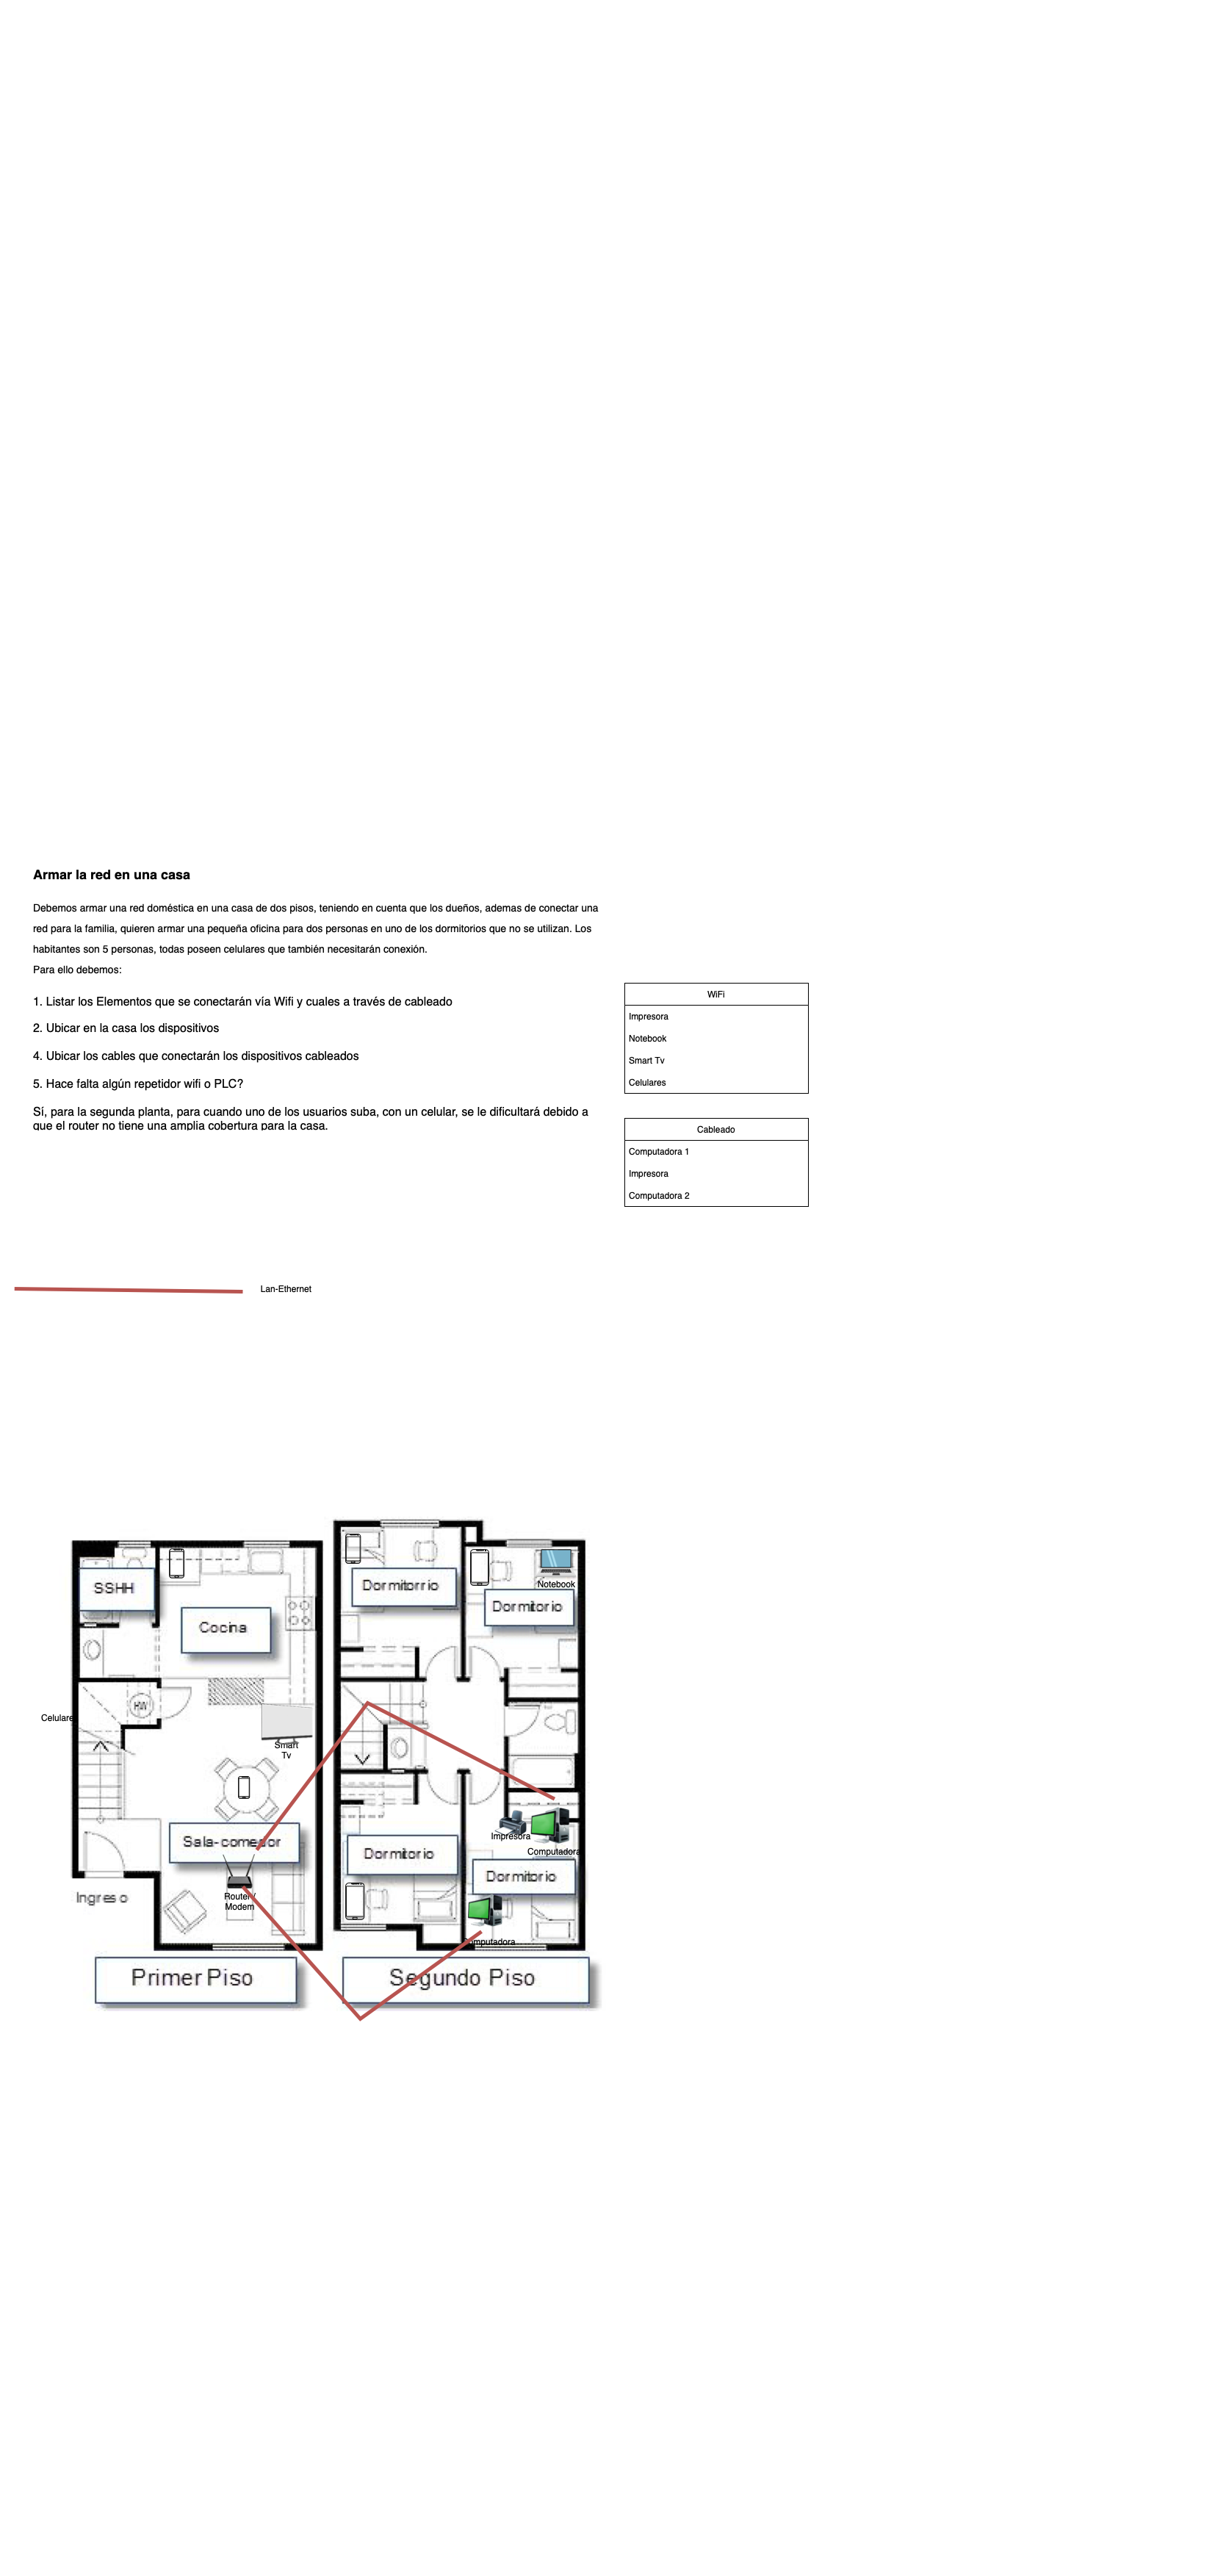 Armar la red en una casa
Debemos armar una red doméstica en una casa de dos pisos, teniendo en cuenta que los dueños, ademas de conectar una
red para la familia, quieren armar una pequeña oficina para dos personas en uno de los dormitorios que no se utilizan. Los
habitantes son 5 personas, todas poseen celulares que también necesitarán conexión.
Para ello debemos:
1. Listar los Elementos que se conectarán vía Wifi y cuales a través de cableado
2. Ubicar en la casa los dispositivos
4. Ubicar los cables que conectarán los dispositivos cableados
5. Hace falta algún repetidor wifi o PLC?
Sí, para la segunda planta, para cuando uno de los usuarios suba, con un celular, se le dificultará debido a
que el router no tiene una amplia cobertura para la casa.
WiFi
Impresora
Notebook
Smart Tv
Celulares
Cableado
Computadora 1
Impresora
Computadora 2
Lan-Ethernet
SSHH
Cocina
HW
Celulare
Smart
Tv
Sala-comedor
Router /
Modem
Ingreso
Primer Piso
Dormitorrio
Notebook
Dormitorio
Impresora
Computadora
Dormitorio
Dormitorio
Computadora
Segundo Piso